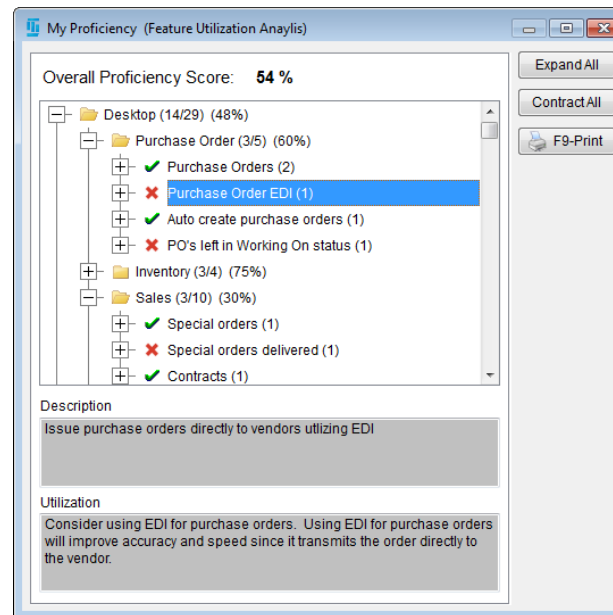 My Proficiency (Feature Utilization Anaylis)
Overall Proficiency Score: 54 %
Expand All
Contract All
F9-Print
Desktop (14/29) (48%)
Purchase Order (3/5) (60%)
Purchase Orders (2)
Purchase Order EDI (1)
Auto create purchase orders (1)
PO's left in Working On status (1)
Inventory (3/4) (75%)
Sales (3/10) (30%)
Special orders (1)
Special orders delivered (1)
Contracts (1)
Description
Issue purchase orders directly to vendors utlizing EDI
Utilization
Consider using EDI for purchase orders. Using EDI for purchase orders
will improve accuracy and speed since it transmits the order directly to
the vendor.